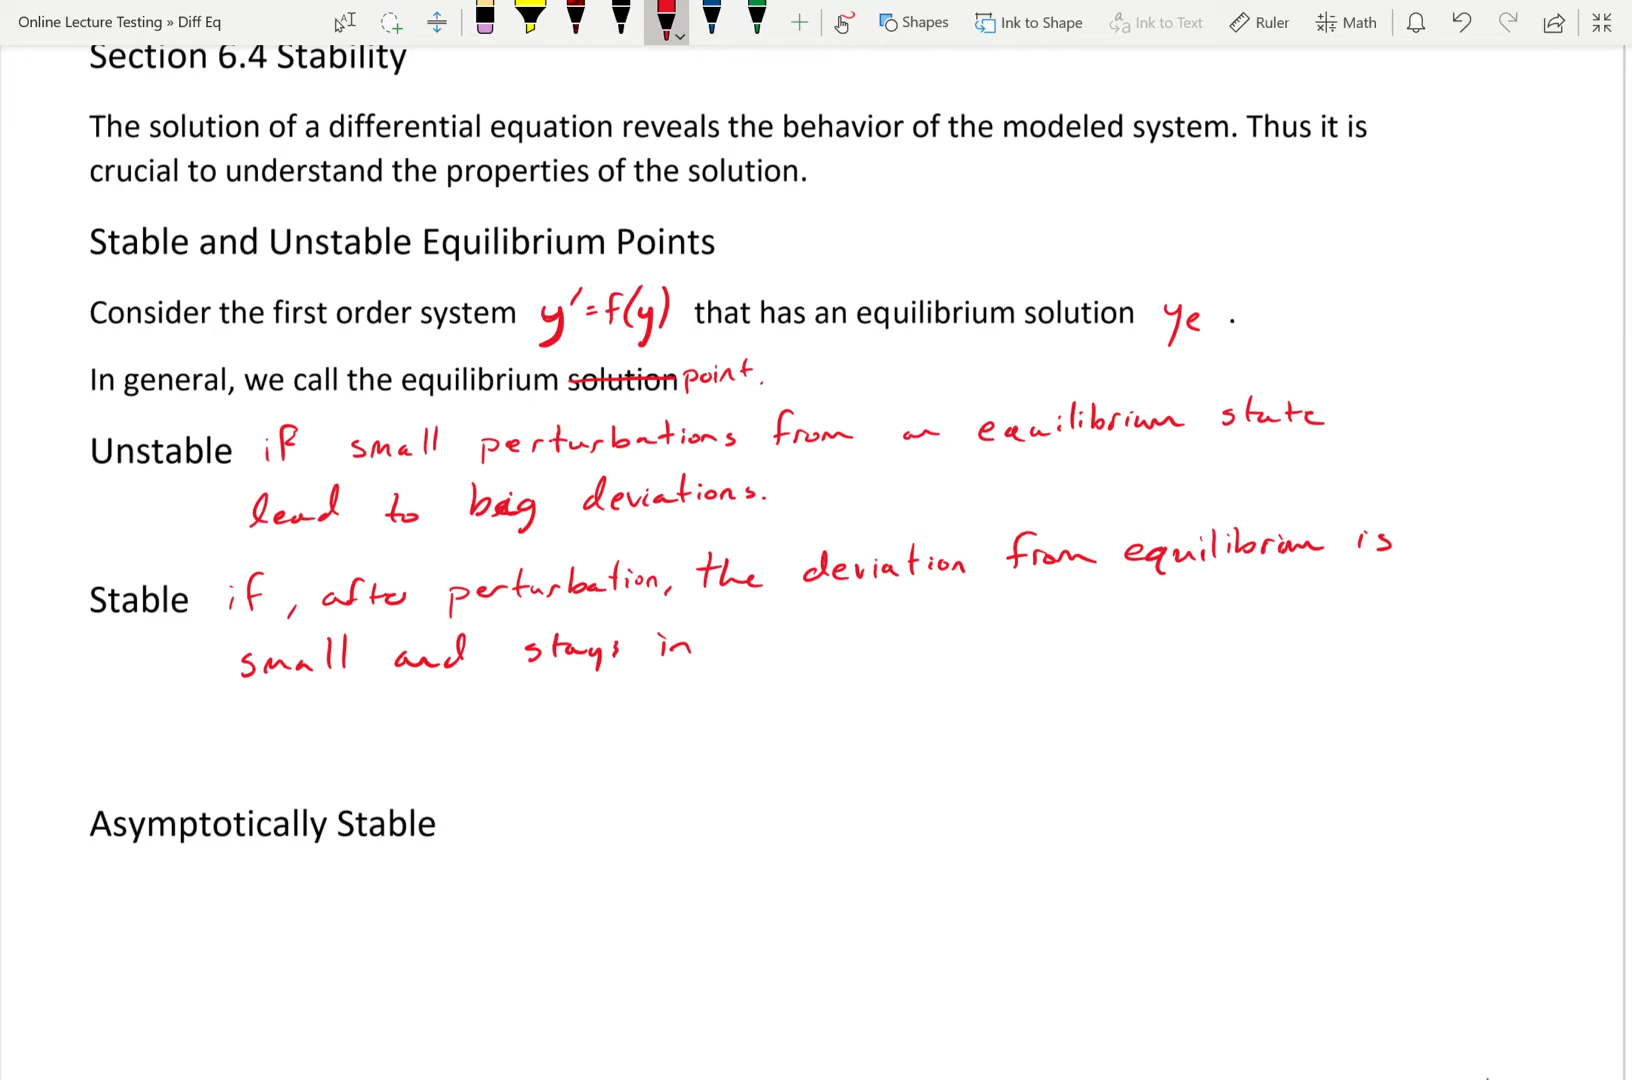 Online Lecture Testing » Diff Eq
Shapes
Ink to Shape
Ink to Text
Ruler
Math
Section 6.4 Stability
The solution of a differential equation reveals the behavior of the modeled system. Thus it is
crucial to understand the properties of the solution.
Stable and Unstable Equilibrium Points
Consider the first order system y'=f(y) that has an equilibrium solution ye .
In general, we call the equilibrium solution point.
Unstable if small perturbations from an equilibrium state
lead to big deviations.
Stable if, after perturbation, the deviation from equilibrium is
small and stays in
Asymptotically Stable